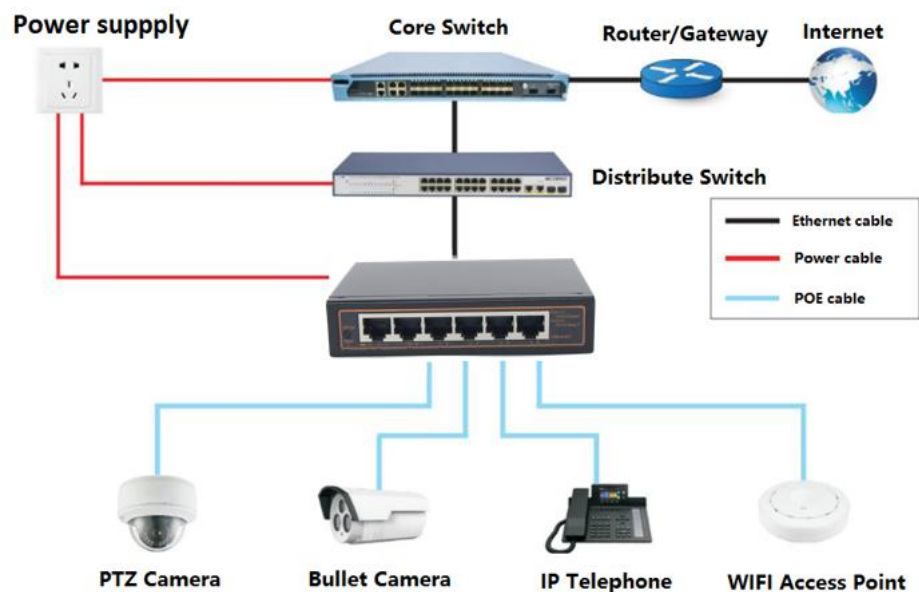 Power suppply
Core Switch
Router/Gateway
Internet
Distribute Switch
Ethernet cable
Power cable
POE cable
PTZ Camera
Bullet Camera
IP Telephone
WIFI Access Point